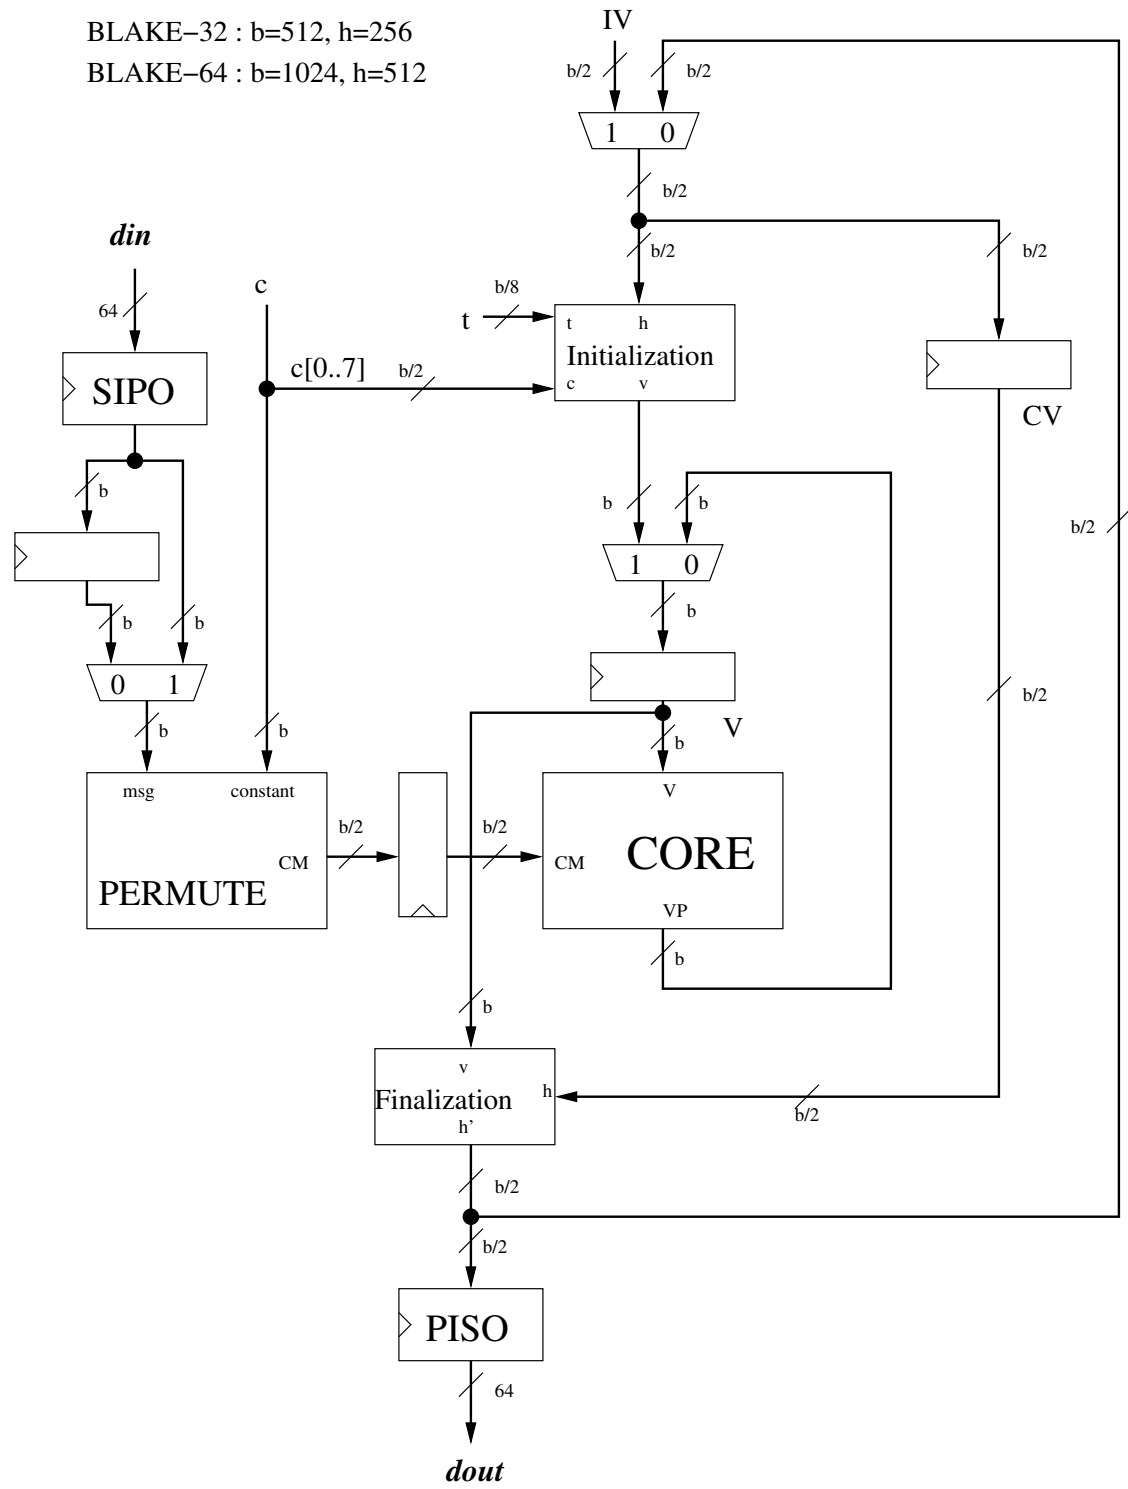 BLAKE−32 : b=512, h=256
BLAKE−64 : b=1024, h=512
IV
b/2
b/2
1 0
b/2
din
b/2
b/2
c
b/8
64
t
t h
Initialization
c v
c[0..7]
b/2
SIPO
CV
b
b
b
b/2
1 0
b
b
b
0 1
b/2
V
b
b
b
msg
constant
V
b/2
b/2
CM
CM
CORE
PERMUTE
VP
b
b
v
Finalization
h
h’
b/2
b/2
b/2
PISO
64
dout